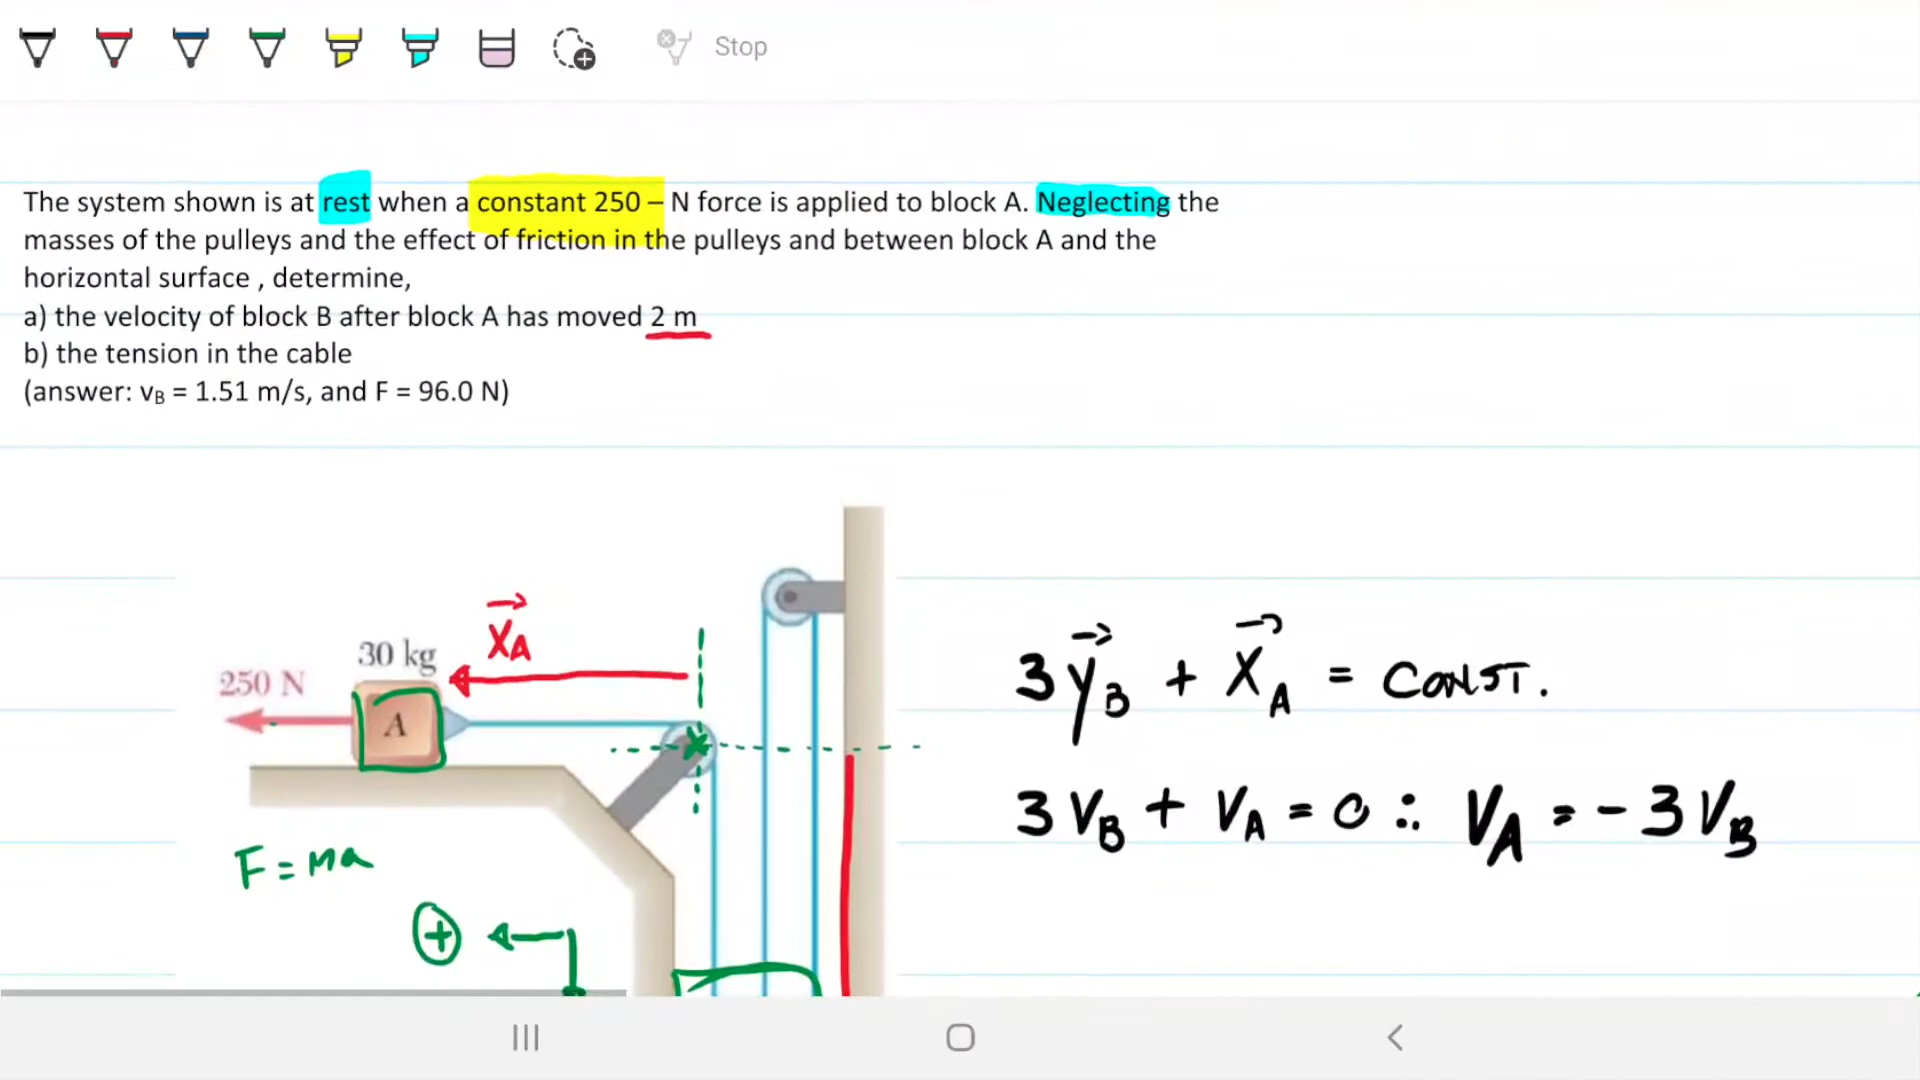 Stop
The system shown is at rest when a constant 250 – N force is applied to block A. Neglecting the
masses of the pulleys and the effect of friction in the pulleys and between block A and the
horizontal surface , determine,
a) the velocity of block B after block A has moved 2 m
b) the tension in the cable
(answer: vB = 1.51 m/s, and F = 96.0 N)
XA
30 kg
250 N
A
3yB + XA = CONST.
3VB + VA = 0 ∴ VA = -3VB
F = ma
+